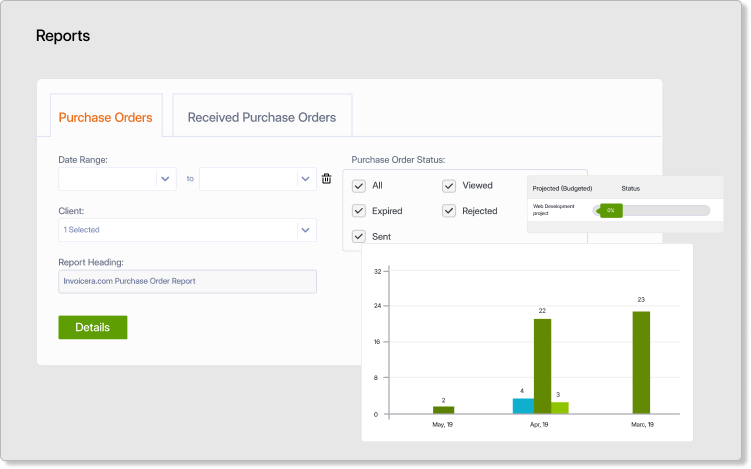 Reports
Purchase Orders
Received Purchase Orders
Date Range:
to
Client:
1 Selected
Report Heading:
Invoicera.com Purchase Order Report
Details
Purchase Order Status:
All
Viewed
Expired
Rejected
Sent
Projected (Budgeted) Status
Web Development
project
0%
32
24
16
8
0
2
4
22
3
23
May, 19
Apr, 19
Marc, 19